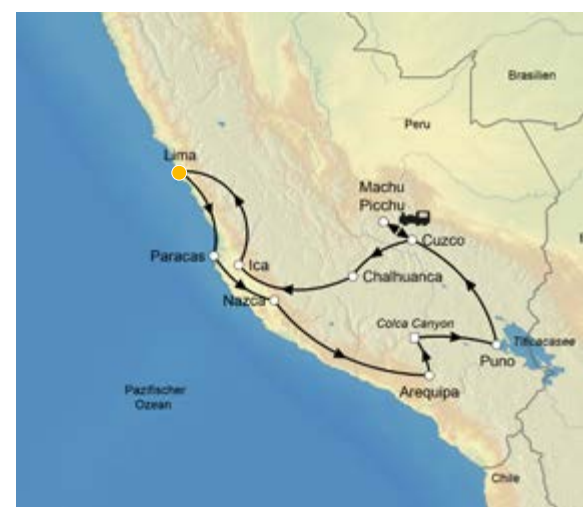 Brasilien
Peru
Lima
Machu
Picchu
Cuzco
Paracas
Ica
Chalhuanca
Nazca
Colca Canyon
Titicacasee
Puno
Arequipa
Pazifischer
Ozean
Chile